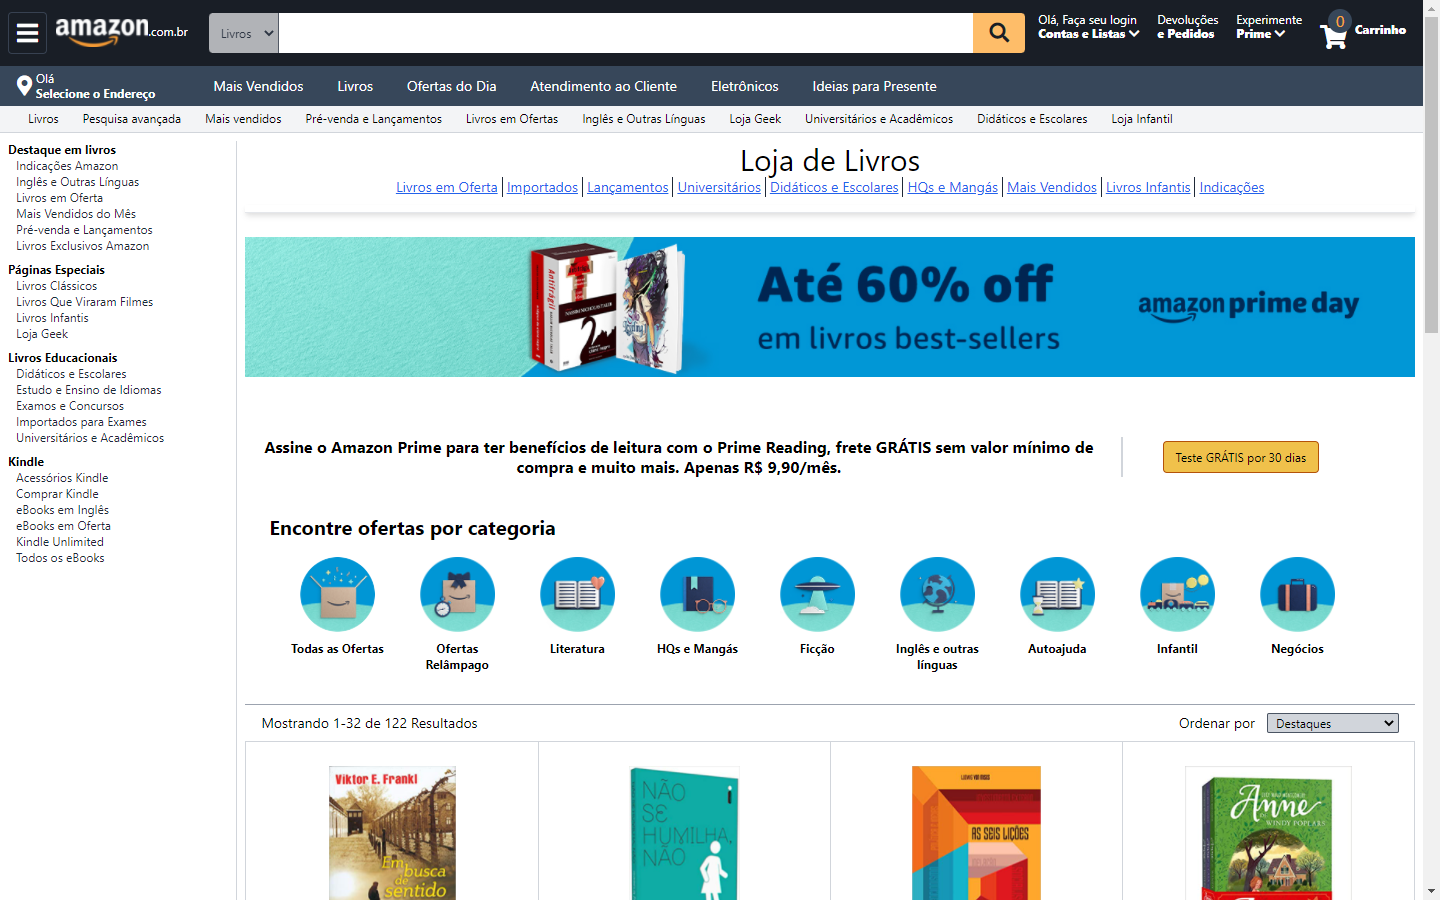 amazon.com.br
Livros
Olá, Faça seu login
Contas e Listas
Devoluções
e Pedidos
Experimente
Prime
0
Carrinho
Olá
Selecione o Endereço
Mais Vendidos
Livros
Ofertas do Dia
Atendimento ao Cliente
Eletrônicos
Ideias para Presente
Livros
Pesquisa avançada
Mais vendidos
Pré-venda e Lançamentos
Livros em Ofertas
Inglês e Outras Línguas
Loja Geek
Universitários e Acadêmicos
Didáticos e Escolares
Loja Infantil
Destaque em livros
Indicações Amazon
Inglês e Outras Línguas
Livros em Oferta
Mais Vendidos do Mês
Pré-venda e Lançamentos
Livros Exclusivos Amazon
Páginas Especiais
Livros Clássicos
Livros Que Viraram Filmes
Livros Infantis
Loja Geek
Livros Educacionais
Didáticos e Escolares
Estudo e Ensino de Idiomas
Examos e Concursos
Importados para Exames
Universitários e Acadêmicos
Kindle
Acessórios Kindle
Comprar Kindle
eBooks em Inglês
eBooks em Oferta
Kindle Unlimited
Todos os eBooks
Loja de Livros
Livros em Oferta
Importados
Lançamentos
Universitários
Didáticos e Escolares
HQs e Mangás
Mais Vendidos
Livros Infantis
Indicações
Até 60% off
em livros best-sellers
amazon prime day
Assine o Amazon Prime para ter benefícios de leitura com o Prime Reading, frete GRÁTIS sem valor mínimo de
compra e muito mais. Apenas R$ 9,90/mês.
Teste GRÁTIS por 30 dias
Encontre ofertas por categoria
Todas as Ofertas
Ofertas
Relâmpago
Literatura
HQs e Mangás
Ficção
Inglês e outras
línguas
Autoajuda
Infantil
Negócios
Mostrando 1-32 de 122 Resultados
Ordenar por
Destaques
Viktor E. Frankl
Em
busca
de
sentido
NÃO
SE
HUMILHA,
NÃO
AS SEIS LIÇÕES
Anne
OF
WINDY POPLARS